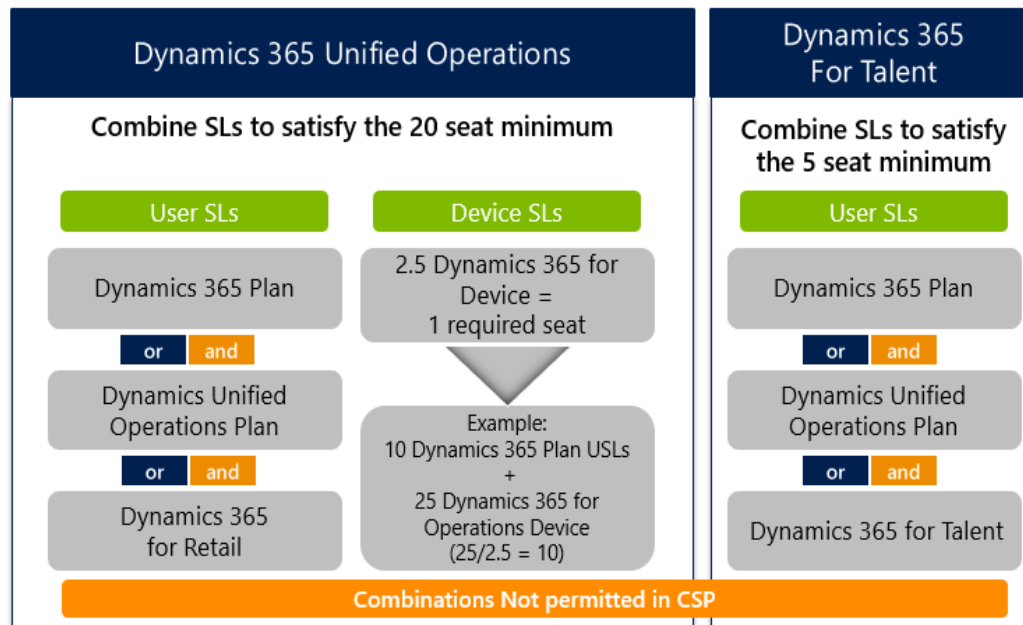 Dynamics 365 Unified Operations
Combine SLs to satisfy the 20 seat minimum
User SLs
Dynamics 365 Plan
or and
Dynamics Unified
Operations Plan
or and
Dynamics 365
for Retail
Device SLs
2.5 Dynamics 365 for
Device =
1 required seat
Example:
10 Dynamics 365 Plan USLs
+
25 Dynamics 365 for
Operations Device
(25/2.5 = 10)
Dynamics 365
For Talent
Combine SLs to satisfy
the 5 seat minimum
User SLs
Dynamics 365 Plan
or and
Dynamics Unified
Operations Plan
or and
Dynamics 365 for Talent
Combinations Not permitted in CSP